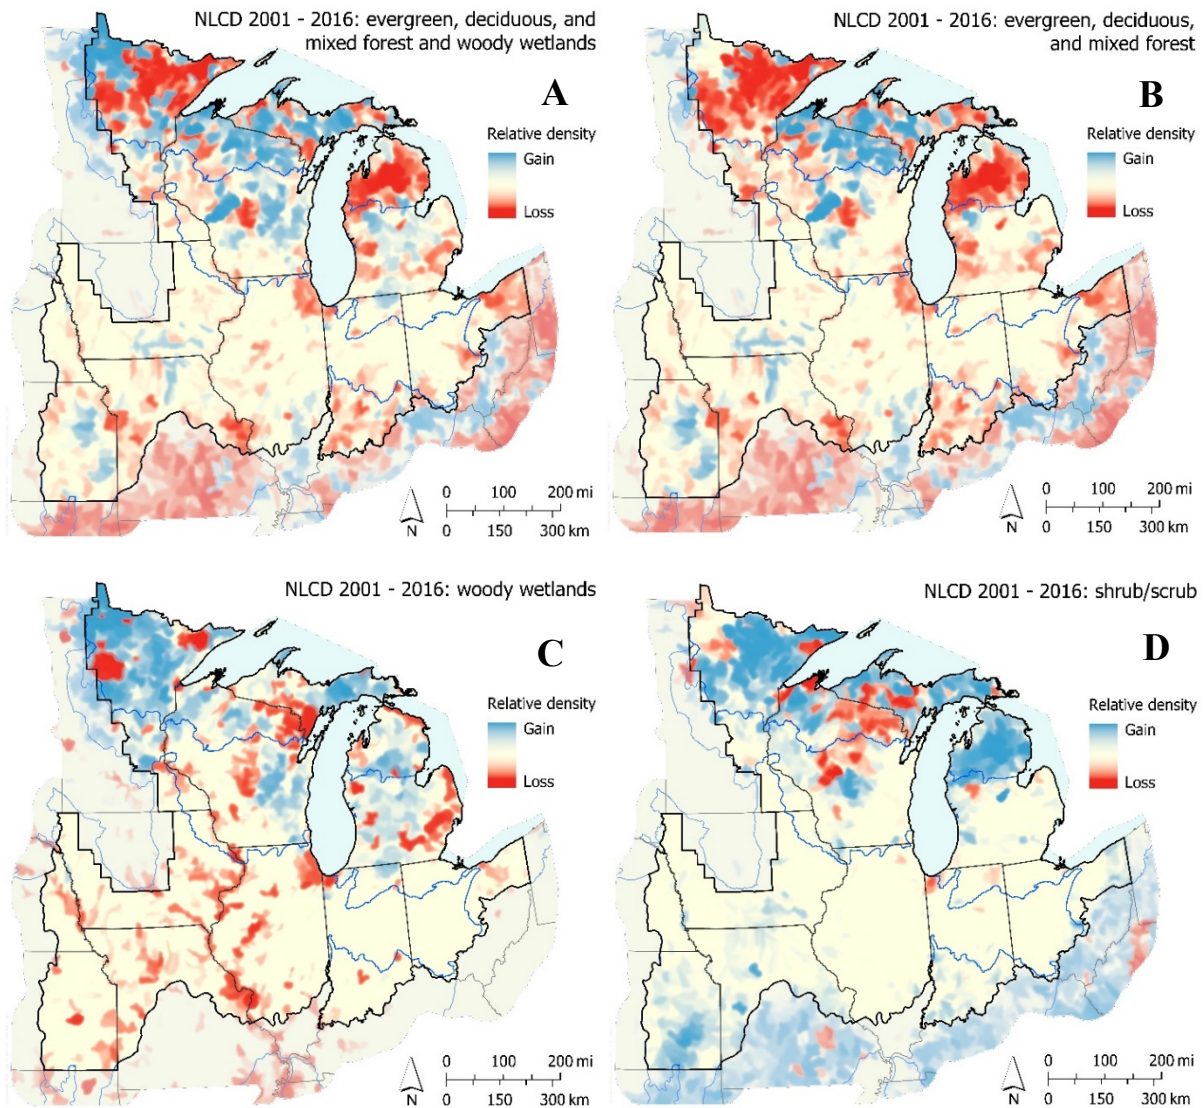 NLCD 2001 - 2016: evergreen, deciduous, and
mixed forest and woody wetlands
A
Relative density
Gain
Loss
0 100 200 mi
0 150 300 km
N
NLCD 2001 - 2016: evergreen, deciduous,
and mixed forest
B
Relative density
Gain
Loss
0 100 200 mi
0 150 300 km
N
NLCD 2001 - 2016: woody wetlands
C
Relative density
Gain
Loss
0 100 200 mi
0 150 300 km
N
NLCD 2001 - 2016: shrub/scrub
D
Relative density
Gain
Loss
0 100 200 mi
0 150 300 km
N